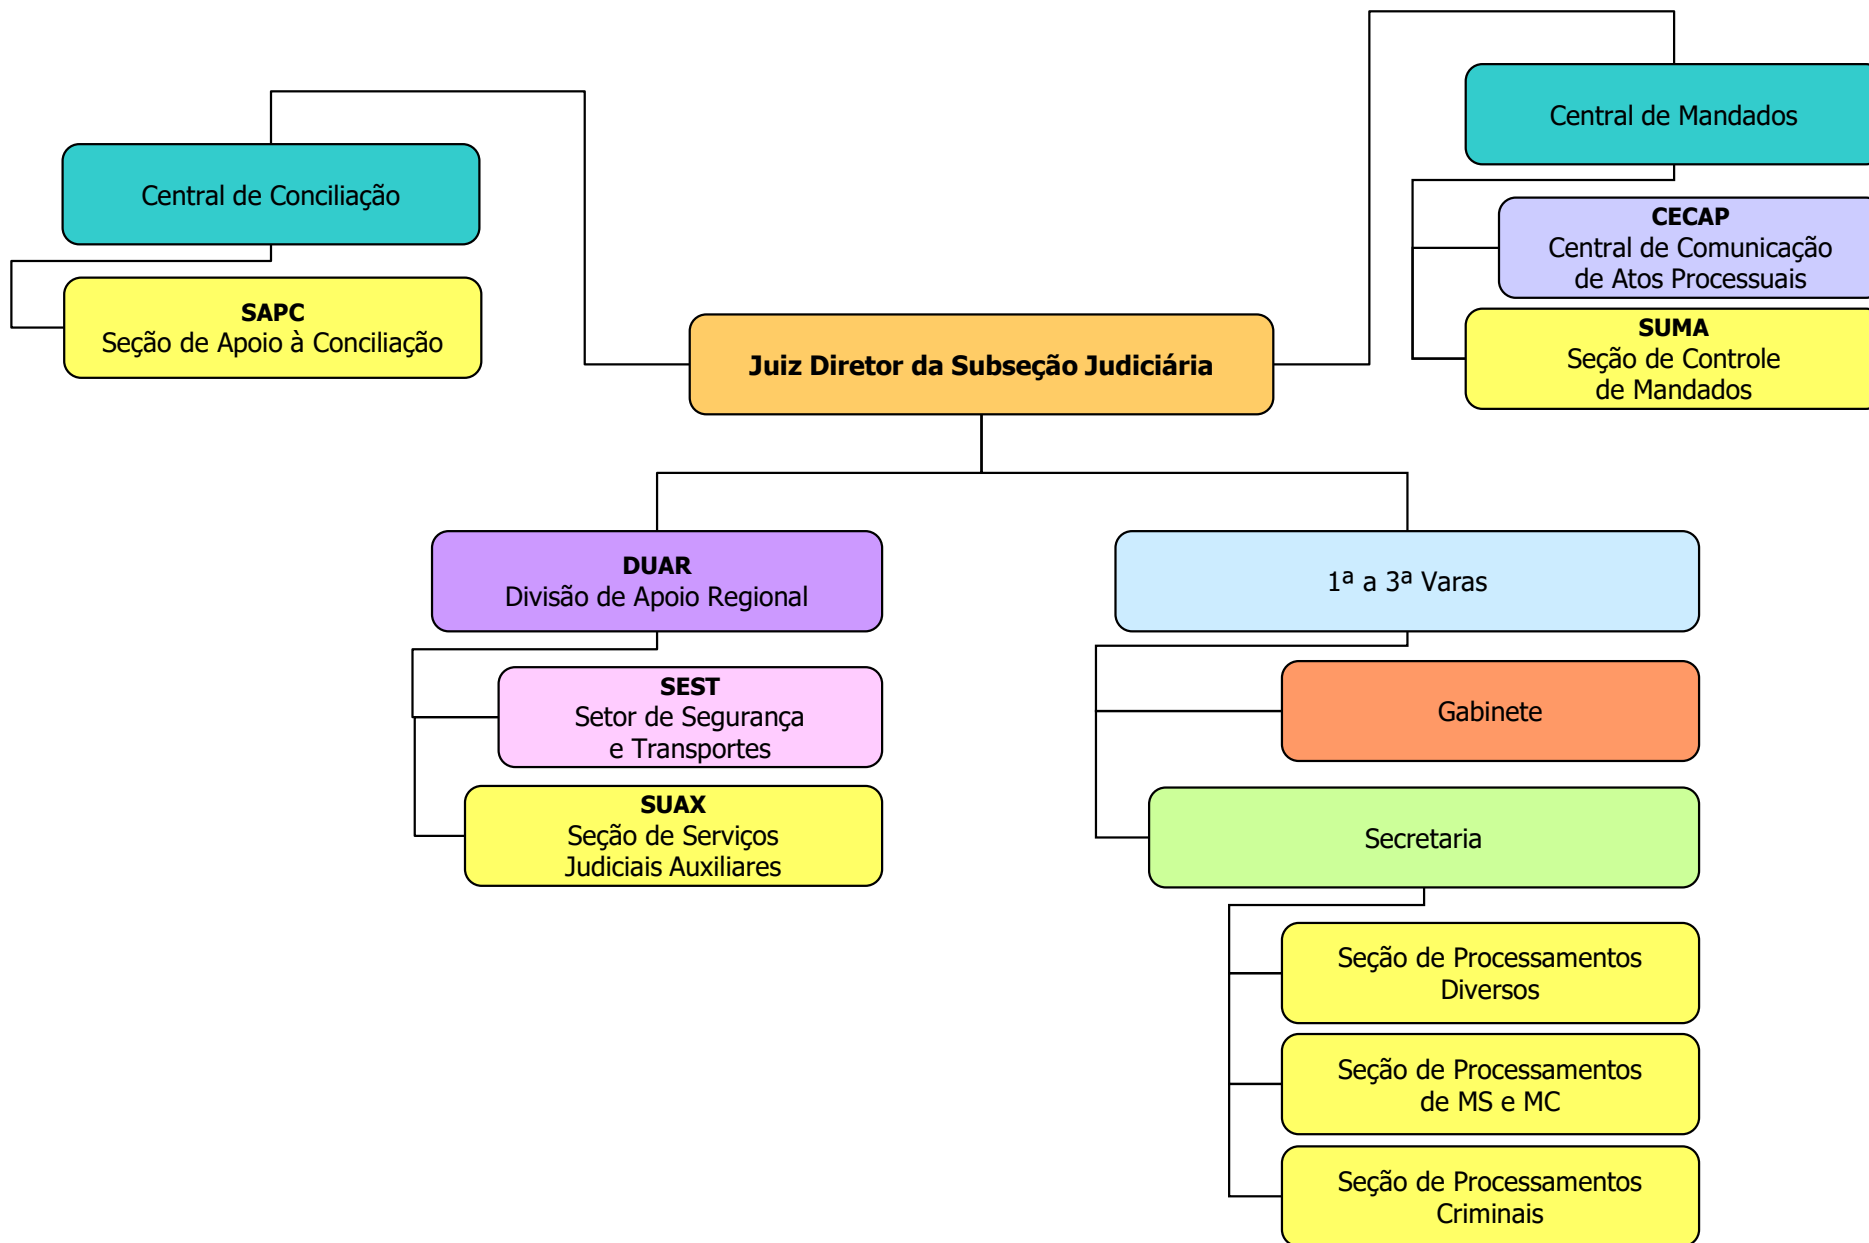 Central de Mandados
Central de Conciliação
CECAP
Central de Comunicação
de Atos Processuais
SAPC
Seção de Apoio à Conciliação
SUMA
Seção de Controle
de Mandados
Juiz Diretor da Subseção Judiciária
DUAR
Divisão de Apoio Regional
1ª a 3ª Varas
SEST
Setor de Segurança
e Transportes
Gabinete
SUAX
Seção de Serviços
Judiciais Auxiliares
Secretaria
Seção de Processamentos
Diversos
Seção de Processamentos
de MS e MC
Seção de Processamentos
Criminais